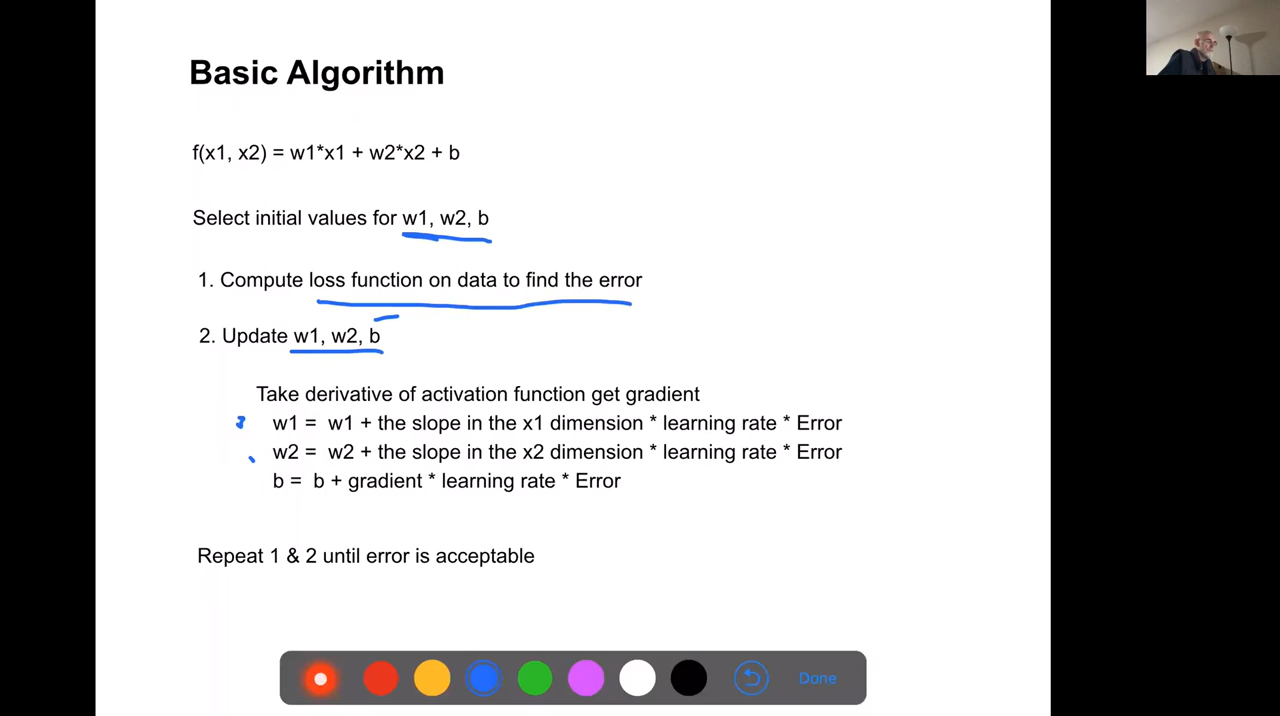 Basic Algorithm
f(x1, x2) = w1*x1 + w2*x2 + b
Select initial values for w1, w2, b
1. Compute loss function on data to find the error
2. Update w1, w2, b
Take derivative of activation function get gradient
w1 = w1 + the slope in the x1 dimension * learning rate * Error
w2 = w2 + the slope in the x2 dimension * learning rate * Error
b = b + gradient * learning rate * Error
Repeat 1 & 2 until error is acceptable
Done